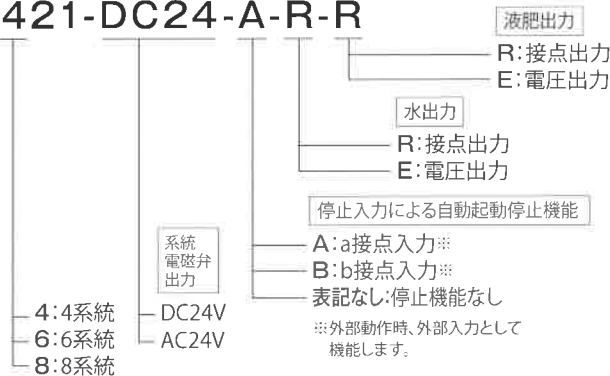 421-DC24-A-R-R
液肥出力
R:接点出力
E:電圧出力
水出力
R:接点出力
E:電圧出力
停止入力による自動起動停止機能
A:a接点入力※
B:b接点入力※
表記なし:停止機能なし
※外部動作時、外部入力として
機能します。
系統
電磁弁
出力
DC24V
AC24V
4:4系統
6:6系統
8:8系統